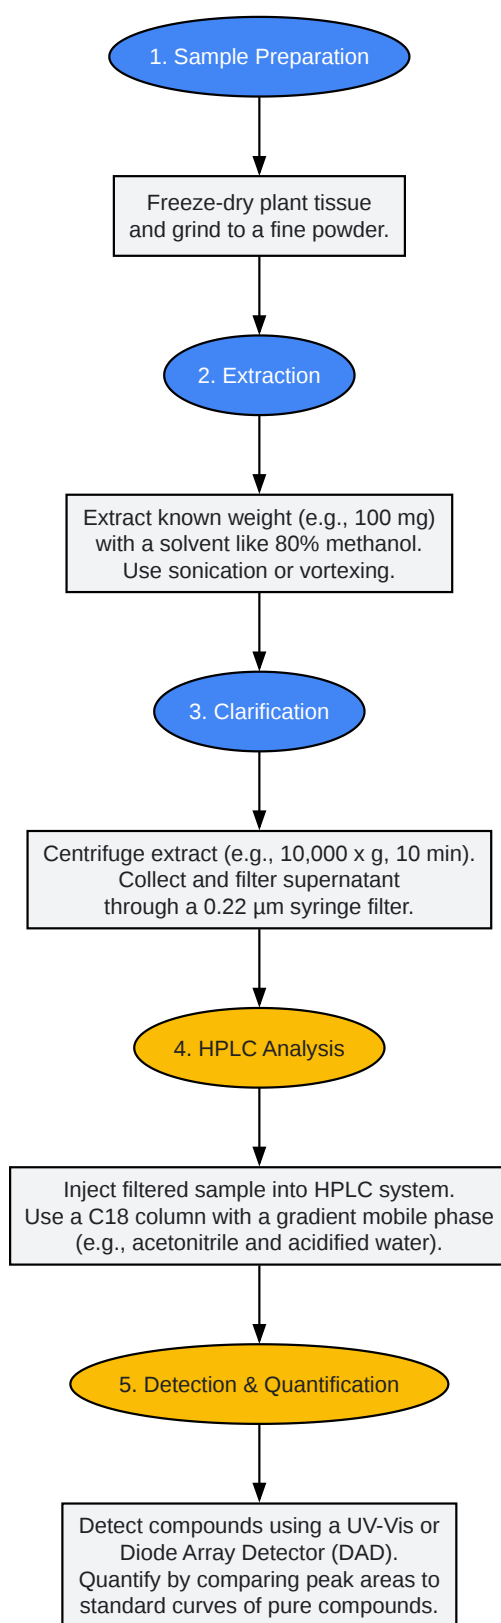 1. Sample Preparation
Freeze-dry plant tissue
and grind to a fine powder.
2. Extraction
Extract known weight (e.g., 100 mg)
with a solvent like 80% methanol.
Use sonication or vortexing.
3. Clarification
Centrifuge extract (e.g., 10,000 x g, 10 min).
Collect and filter supernatant
through a 0.22 µm syringe filter.
4. HPLC Analysis
Inject filtered sample into HPLC system.
Use a C18 column with a gradient mobile phase
(e.g., acetonitrile and acidified water).
5. Detection & Quantification
Detect compounds using a UV-Vis or
Diode Array Detector (DAD).
Quantify by comparing peak areas to
standard curves of pure compounds.